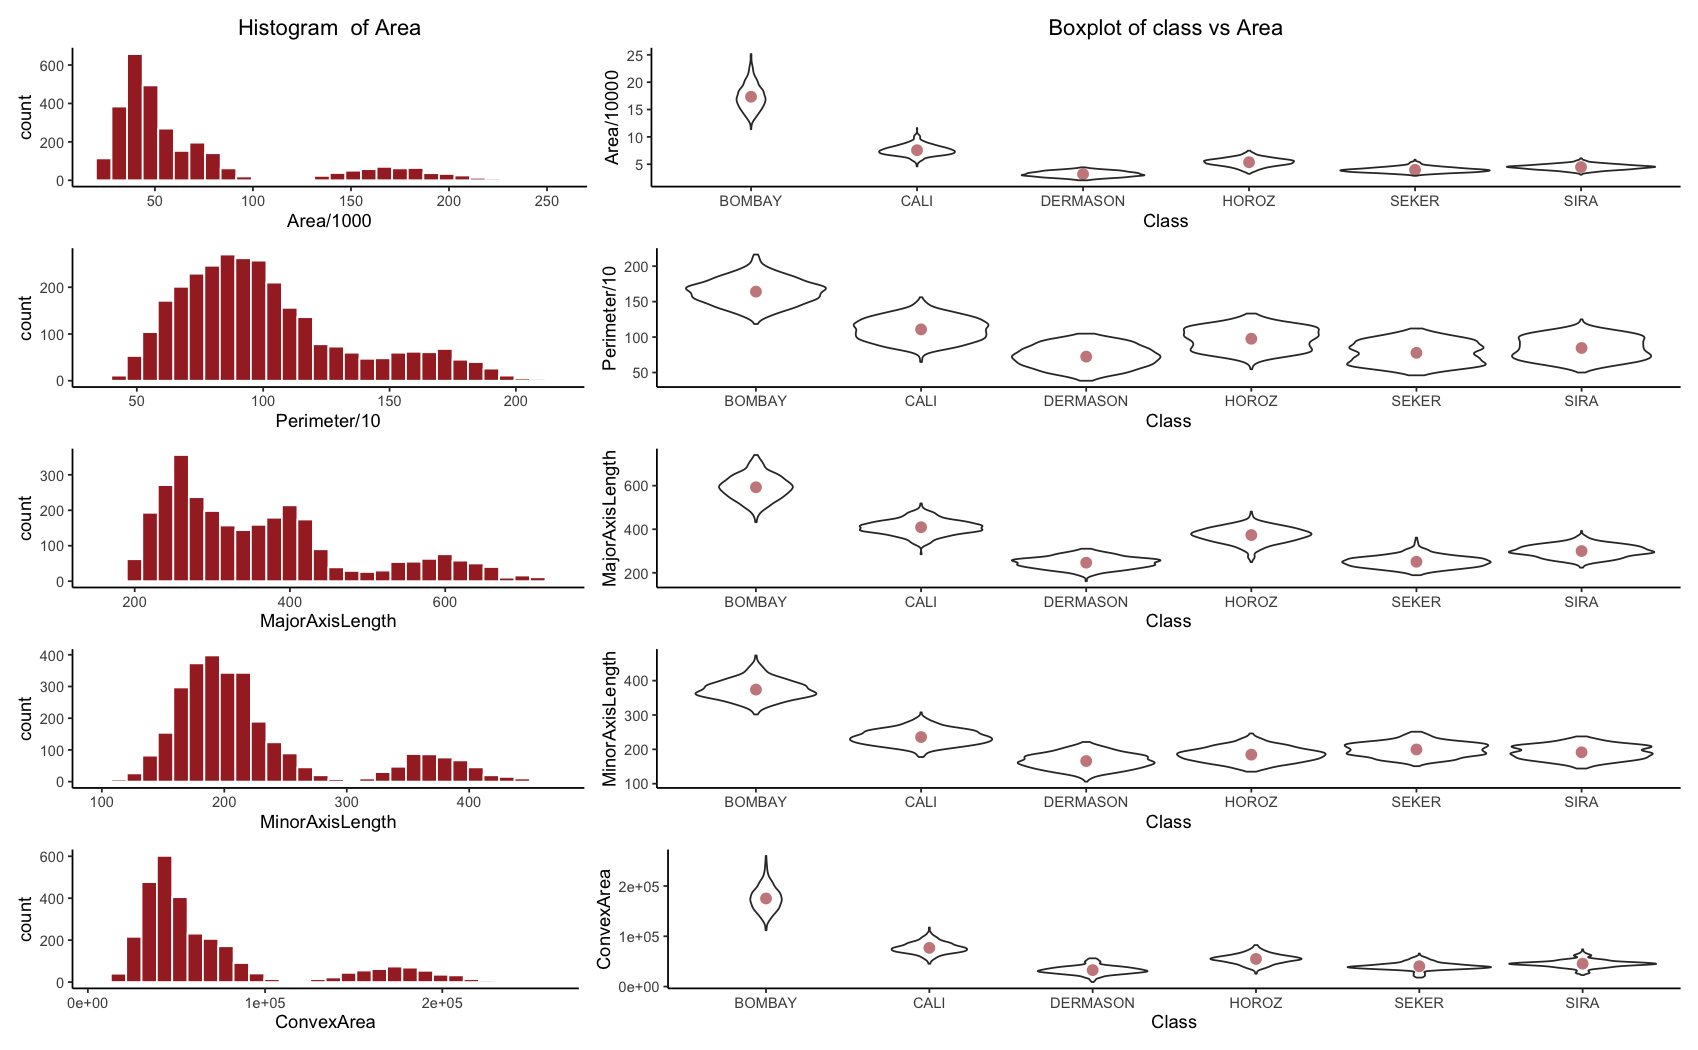 Histogram  of Area
count
600
400
200
0
50
100
150
200
250
Area/1000
Boxplot of class vs Area
Area/10000
25
20
15
10
5
BOMBAY
CALI
DERMASON
HOROZ
SEKER
SIRA
Class
count
200
100
0
50
100
150
200
Perimeter/10
Perimeter/10
200
150
100
50
BOMBAY
CALI
DERMASON
HOROZ
SEKER
SIRA
Class
count
300
200
100
0
200
400
600
MajorAxisLength
MajorAxisLength
600
400
200
BOMBAY
CALI
DERMASON
HOROZ
SEKER
SIRA
Class
count
400
300
200
100
0
100
200
300
400
MinorAxisLength
MinorAxisLength
400
300
200
100
BOMBAY
CALI
DERMASON
HOROZ
SEKER
SIRA
Class
count
600
400
200
0
0e+00
1e+05
2e+05
ConvexArea
ConvexArea
2e+05
1e+05
0e+00
BOMBAY
CALI
DERMASON
HOROZ
SEKER
SIRA
Class